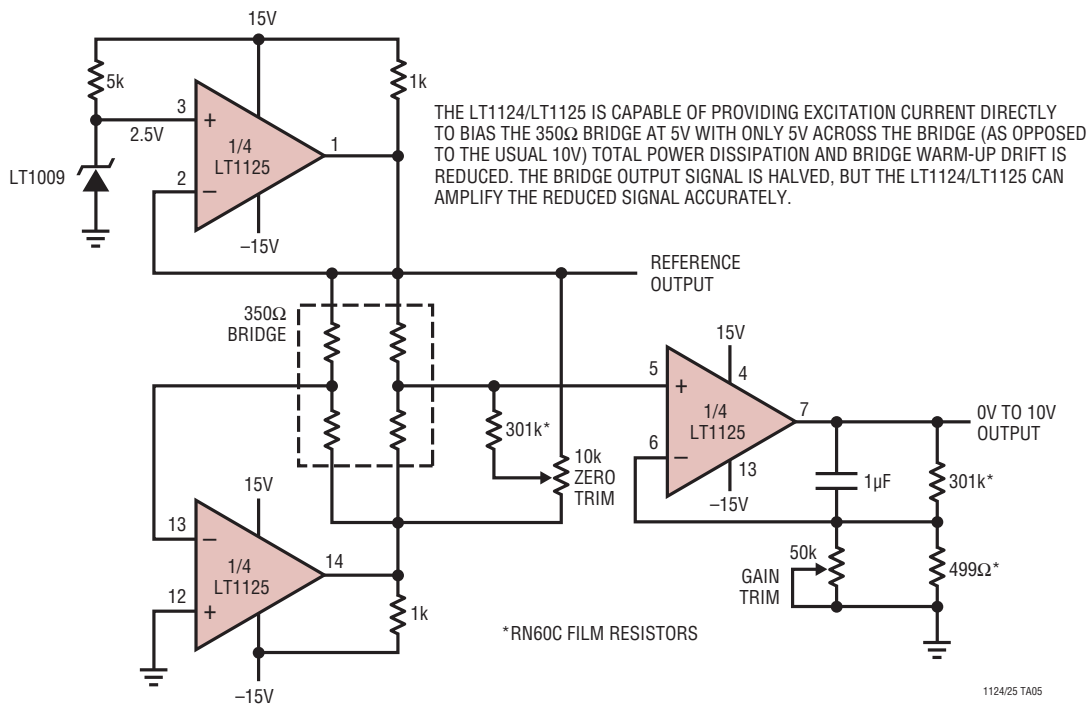 15V
5k
1k
3
+
2.5V
1/4
LT1125
1
LT1009
2
–
–15V
THE LT1124/LT1125 IS CAPABLE OF PROVIDING EXCITATION CURRENT DIRECTLY
TO BIAS THE 350Ω BRIDGE AT 5V WITH ONLY 5V ACROSS THE BRIDGE (AS OPPOSED
TO THE USUAL 10V) TOTAL POWER DISSIPATION AND BRIDGE WARM-UP DRIFT IS
REDUCED. THE BRIDGE OUTPUT SIGNAL IS HALVED, BUT THE LT1124/LT1125 CAN
AMPLIFY THE REDUCED SIGNAL ACCURATELY.
REFERENCE
OUTPUT
350Ω
BRIDGE
301k*
10k
ZERO
TRIM
15V
4
5
+
1/4
LT1125
7
6
–
13
–15V
0V TO 10V
OUTPUT
1µF
301k*
50k
GAIN
TRIM
499Ω*
15V
13
–
1/4
LT1125
14
12
+
1k
–15V
*RN60C FILM RESISTORS
1124/25 TA05